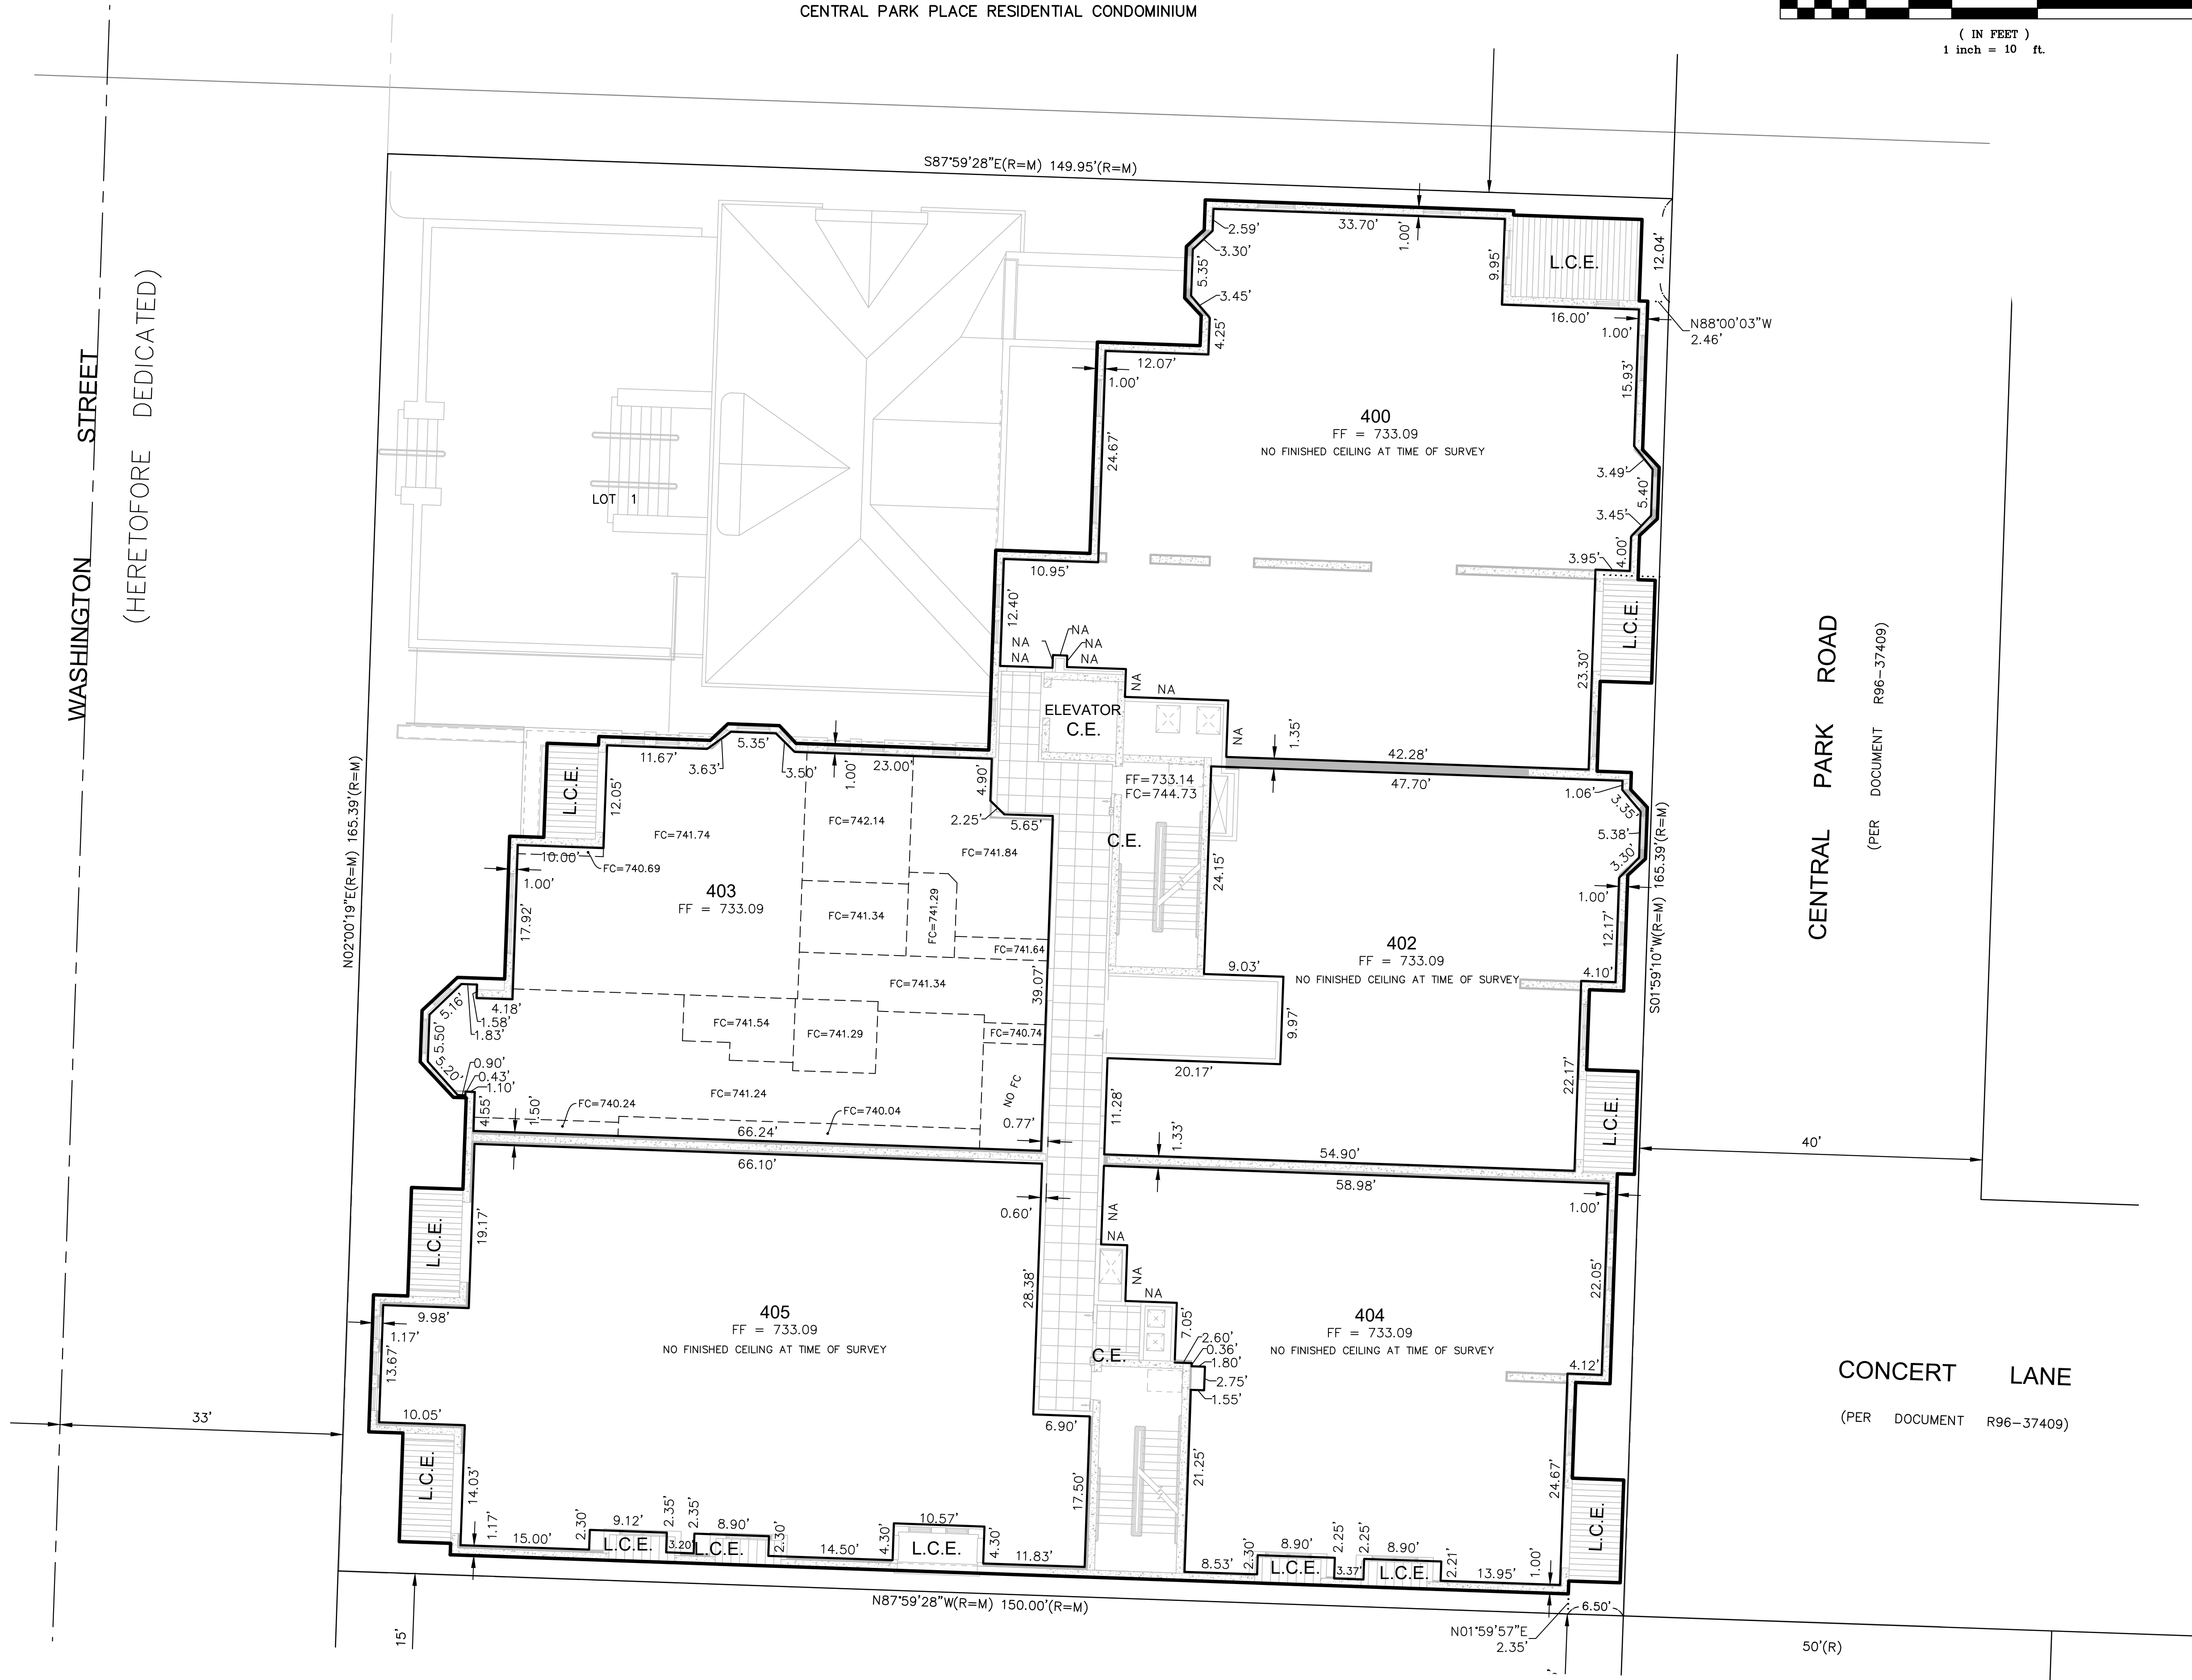 CENTRAL PARK PLACE RESIDENTIAL CONDOMINIUM
( IN FEET )
1 inch = 10 ft.
S87°59'28"E(R=M) 149.95'(R=M)
WASHINGTON STREET
(HERETOFORE DEDICATED)
N02°00'19"E(R=M) 165.39'(R=M)
LOT 1
2.59'
3.30'
5.35'
3.45'
4.25'
33.70'
1.00'
9.95'
L.C.E.
16.00'
1.00'
12.04'
N88°00'03"W
2.46'
12.07'
1.00'
15.93'
24.67'
400
FF = 733.09
NO FINISHED CEILING AT TIME OF SURVEY
3.49'
5.40'
3.45'
4.00'
3.95'
10.95'
12.40'
L.C.E.
23.30'
NA
NA
NA
NA
NA
NA
NA
NA
ELEVATOR
C.E.
1.35'
42.28'
47.70'
FF=733.14
FC=744.73
C.E.
L.C.E.
11.67'
3.63'
5.35'
3.50'
1.00'
23.00'
4.90'
2.25'
5.65'
12.05'
10.00'
FC=740.69
1.00'
17.92'
FC=741.74
FC=742.14
FC=741.84
403
FF = 733.09
FC=741.34
FC=741.29
FC=741.64
FC=741.34
39.07'
5.16'
4.18'
1.58'
1.83'
5.50'
5.20'
0.90'
0.43'
1.10'
4.55'
1.50'
FC=741.54
FC=741.29
FC=740.74
FC=741.24
NO FC
FC=740.24
FC=740.04
0.77'
66.24'
66.10'
1.06'
3.35'
5.38'
3.30'
1.00'
12.17'
24.15'
402
FF = 733.09
NO FINISHED CEILING AT TIME OF SURVEY
9.03'
4.10'
9.97'
20.17'
11.28'
22.17'
L.C.E.
1.33'
54.90'
58.98'
1.00'
S01°59'10"W(R=M) 165.39'(R=M)
CENTRAL PARK ROAD
(PER DOCUMENT R96-37409)
40'
L.C.E.
19.17'
0.60'
9.98'
1.17'
13.67'
28.38'
405
FF = 733.09
NO FINISHED CEILING AT TIME OF SURVEY
10.05'
L.C.E.
14.03'
1.17'
6.90'
17.50'
15.00'
2.30'
9.12'
2.35'
L.C.E.
3.20'
2.35'
8.90'
2.30'
L.C.E.
14.50'
4.30'
10.57'
4.30'
L.C.E.
11.83'
NA
NA
NA
NA
7.05'
C.E.
2.60'
0.36'
1.80'
2.75'
1.55'
21.25'
404
FF = 733.09
NO FINISHED CEILING AT TIME OF SURVEY
22.05'
4.12'
24.67'
L.C.E.
8.53'
2.30'
8.90'
2.25'
L.C.E.
3.37'
2.25'
8.90'
2.21'
L.C.E.
13.95'
1.00'
CONCERT LANE
(PER DOCUMENT R96-37409)
33'
15'
N87°59'28"W(R=M) 150.00'(R=M)
N01°59'57"E
2.35'
6.50'
50'(R)